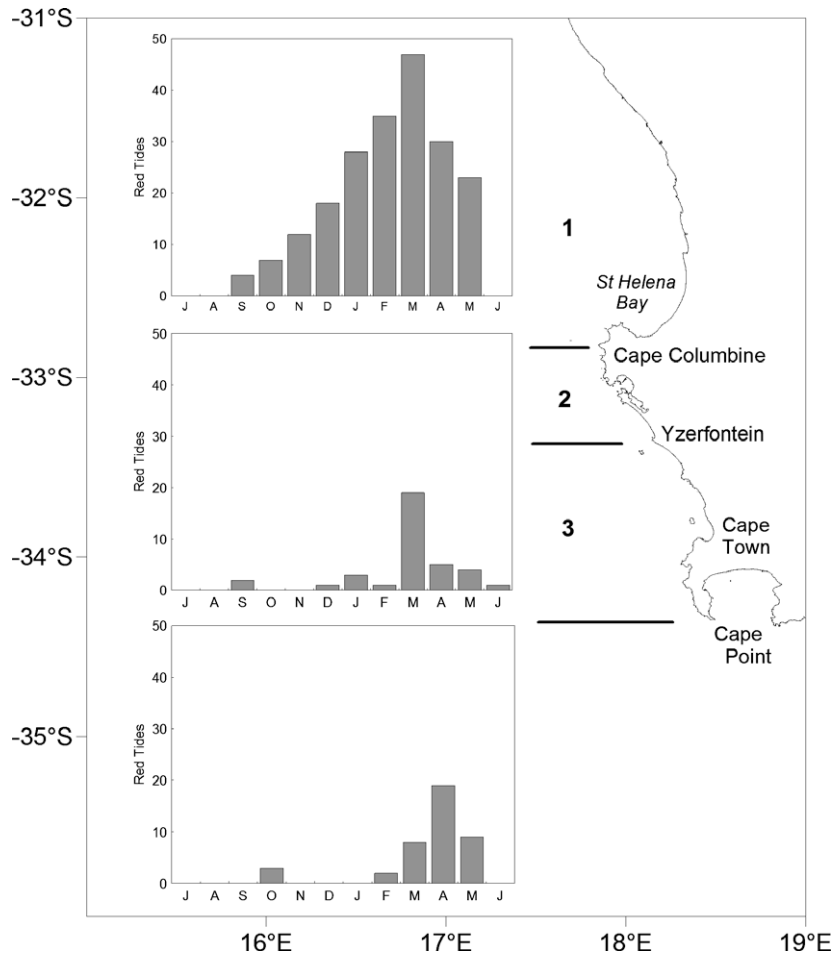 -31°S
-32°S
-33°S
-34°S
-35°S
50
40
30
20
10
0
Red Tides
J A S O N D J F M A M J
50
40
30
20
10
0
Red Tides
J A S O N D J F M A M J
50
40
30
20
10
0
Red Tides
J A S O N D J F M A M J
1
St Helena
Bay
Cape Columbine
2
Yzerfontein
3
Cape
Town
Cape
Point
16°E 17°E 18°E 19°E